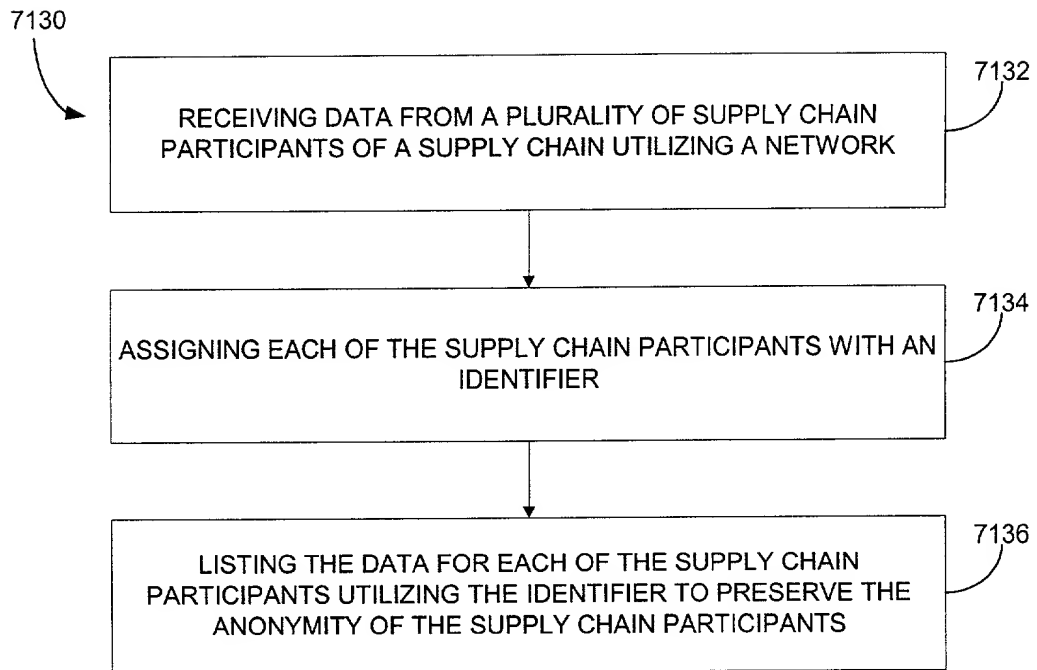 7130
7132
RECEIVING DATA FROM A PLURALITY OF SUPPLY CHAIN
PARTICIPANTS OF A SUPPLY CHAIN UTILIZING A NETWORK
7134
ASSIGNING EACH OF THE SUPPLY CHAIN PARTICIPANTS WITH AN
IDENTIFIER
7136
LISTING THE DATA FOR EACH OF THE SUPPLY CHAIN
PARTICIPANTS UTILIZING THE IDENTIFIER TO PRESERVE THE
ANONYMITY OF THE SUPPLY CHAIN PARTICIPANTS